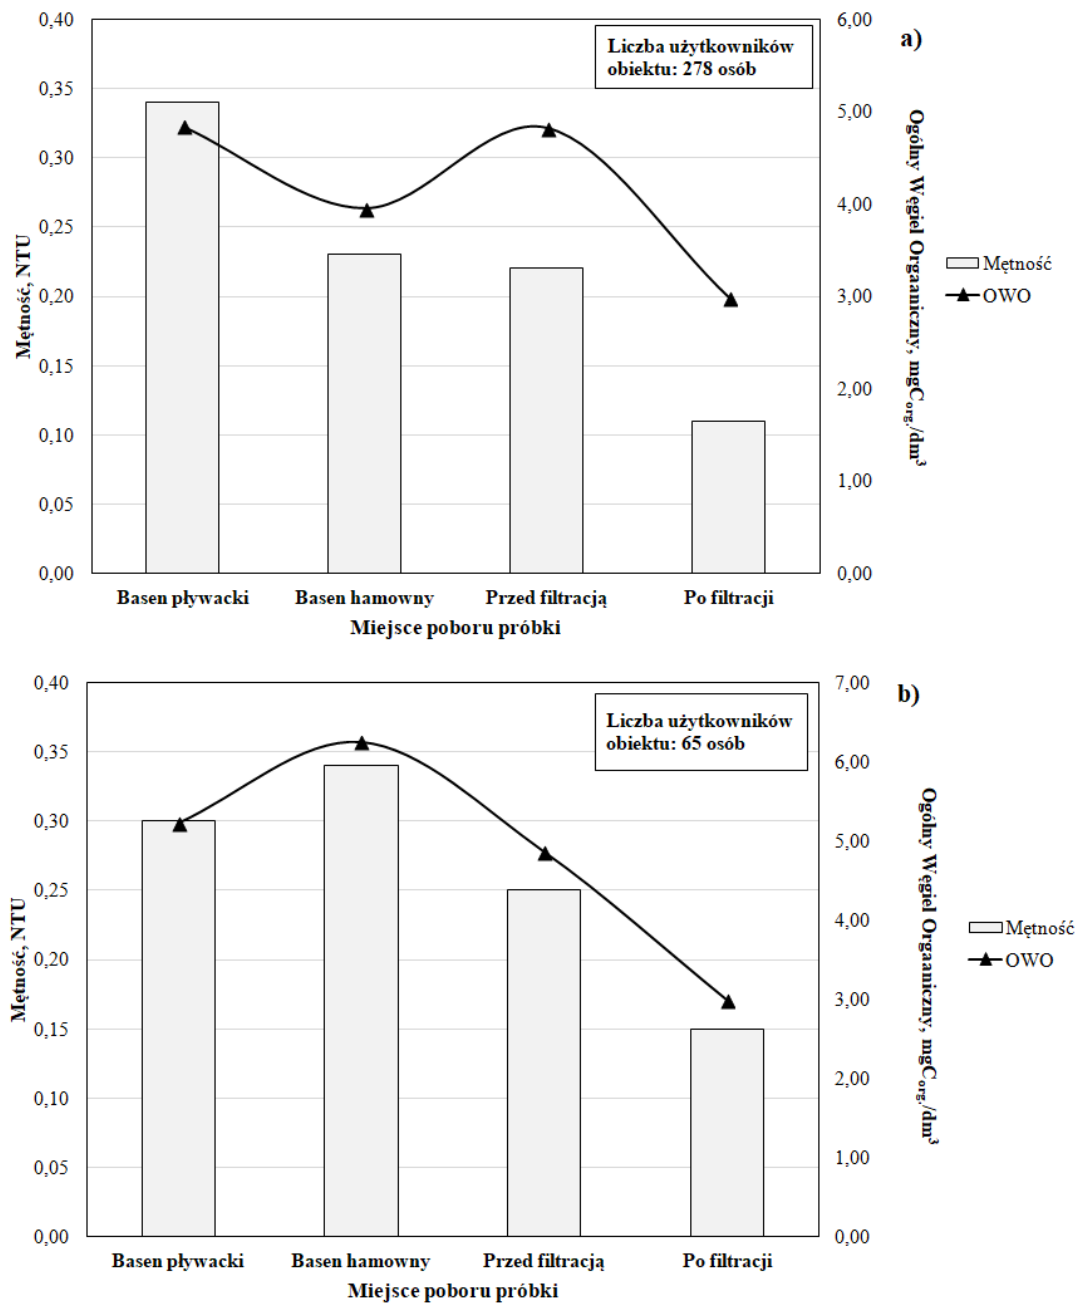 0,40
0,35
0,30
0,25
0,20
0,15
0,10
0,05
0,00
Mętność, NTU
Liczba użytkowników
obiektu: 278 osób
6,00
5,00
4,00
3,00
2,00
1,00
0,00
a)
Ogólny Węgiel Orgaaniczny, mgCorg./dm³
Mętność
OWO
Basen pływacki
Basen hamowny
Przed filtracją
Po filtracji
Miejsce poboru próbki
0,40
0,35
0,30
0,25
0,20
0,15
0,10
0,05
0,00
Mętność, NTU
Liczba użytkowników
obiektu: 65 osób
7,00
6,00
5,00
4,00
3,00
2,00
1,00
0,00
b)
Ogólny Węgiel Orgaaniczny, mgCorg./dm³
Mętność
OWO
Basen pływacki
Basen hamowny
Przed filtracją
Po filtracji
Miejsce poboru próbki